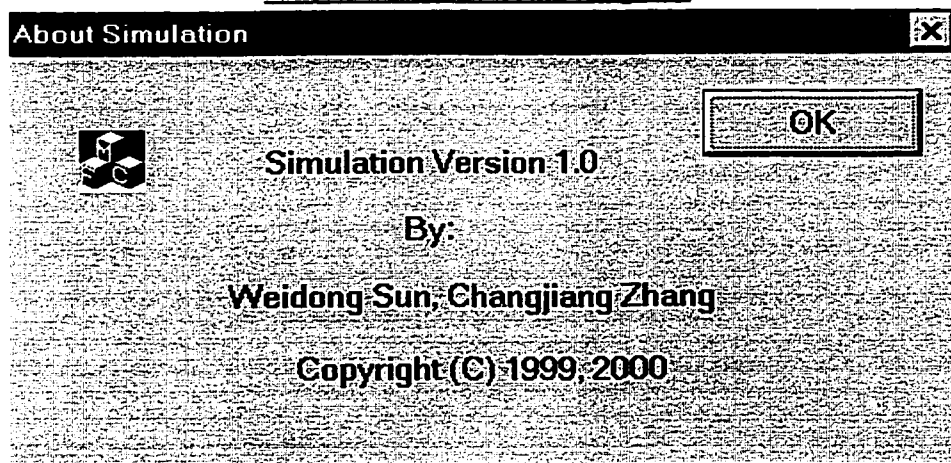 About Simulation
OK
Simulation Version 1.0
By:
Weidong Sun, Changjiang Zhang
Copyright (C) 1999, 2000